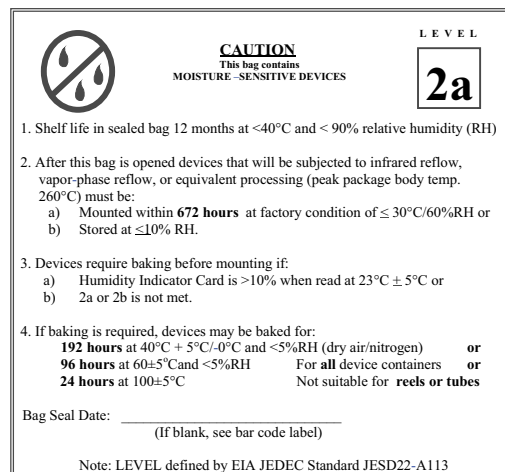 LEVEL
CAUTION
This bag contains
MOISTURE –SENSITIVE DEVICES
2a
1. Shelf life in sealed bag 12 months at <40°C and < 90% relative humidity (RH)
2. After this bag is opened devices that will be subjected to infrared reflow,
vapor-phase reflow, or equivalent processing (peak package body temp.
260°C) must be:
a) Mounted within 672 hours at factory condition of ≤ 30°C/60%RH or
b) Stored at ≤10% RH.
3. Devices require baking before mounting if:
a) Humidity Indicator Card is >10% when read at 23°C ± 5°C or
b) 2a or 2b is not met.
4. If baking is required, devices may be baked for:
192 hours at 40°C + 5°C/-0°C and <5%RH (dry air/nitrogen) or
96 hours at 60±5°Cand <5%RH For all device containers or
24 hours at 100±5°C Not suitable for reels or tubes
Bag Seal Date: ______________________________
(If blank, see bar code label)
Note: LEVEL defined by EIA JEDEC Standard JESD22-A113